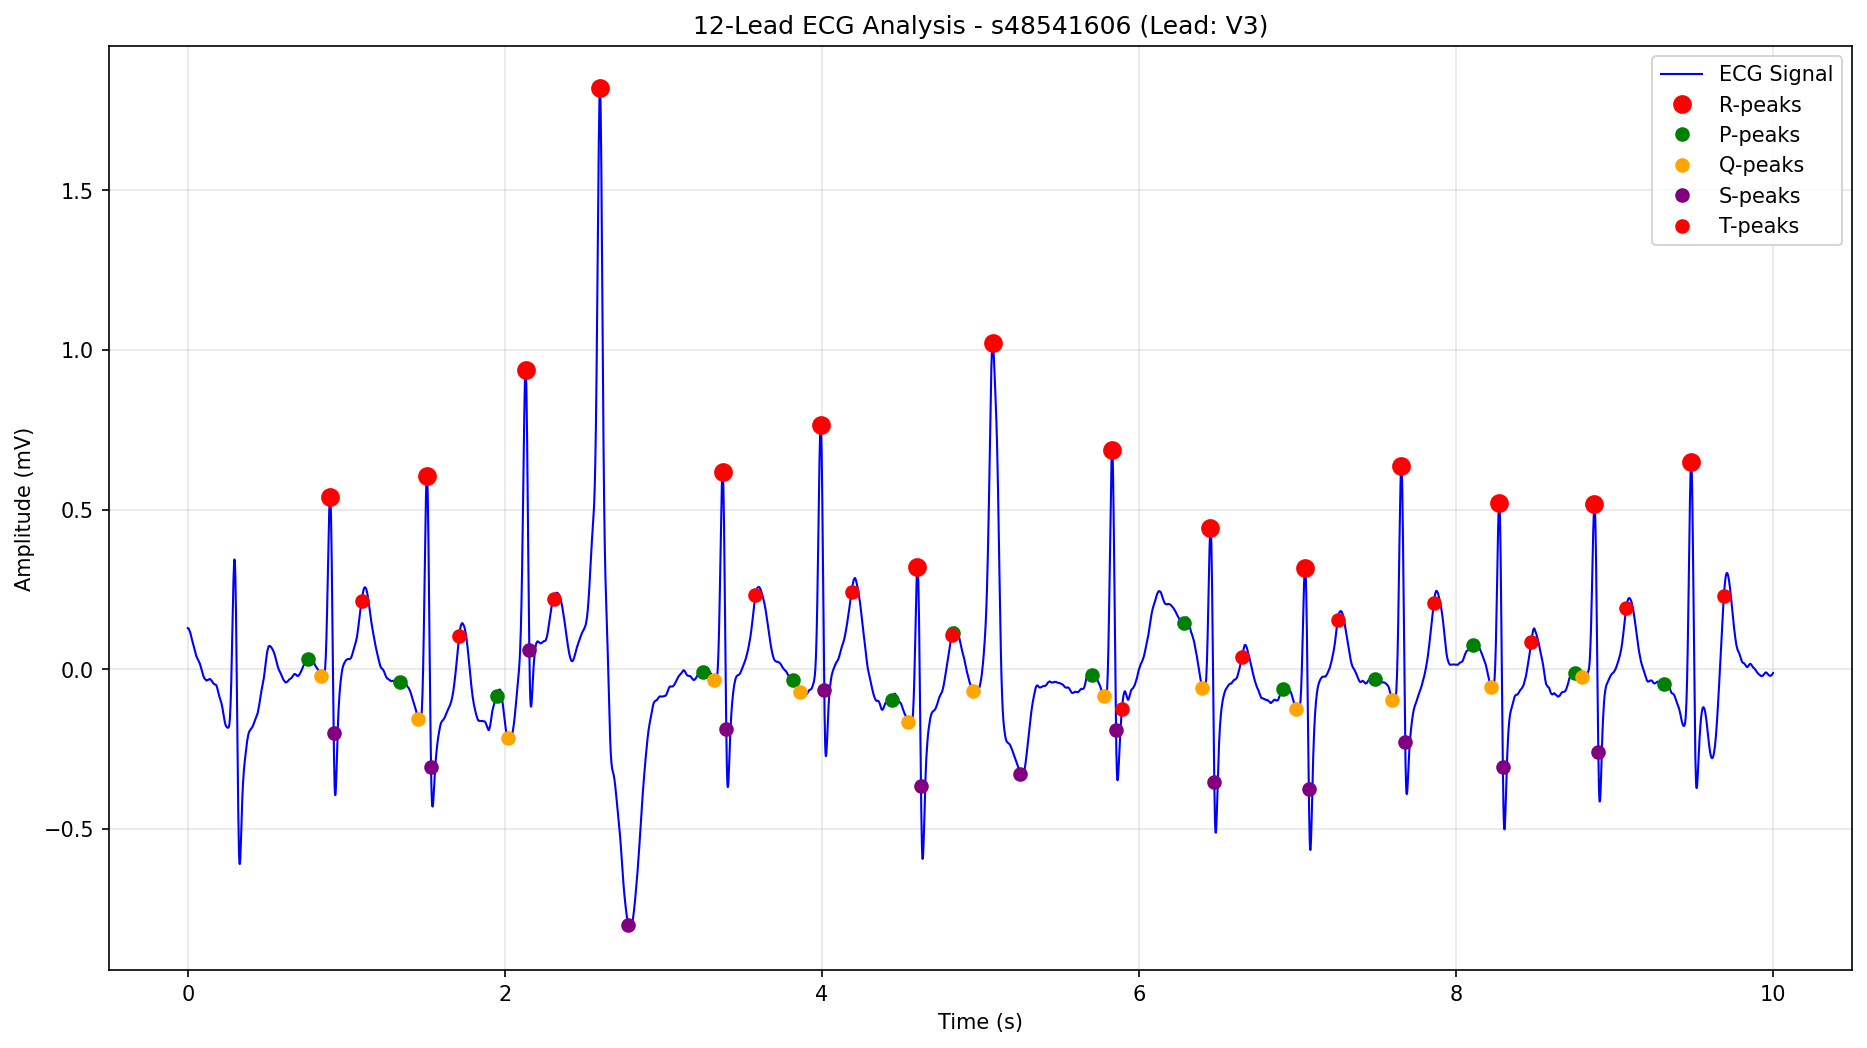 12-Lead ECG Analysis - s48541606 (Lead: V3)
ECG Signal
R-peaks
P-peaks
Q-peaks
S-peaks
T-peaks
Amplitude (mV)
1.5
1.0
0.5
0.0
−0.5
0 2 4 6 8 10
Time (s)